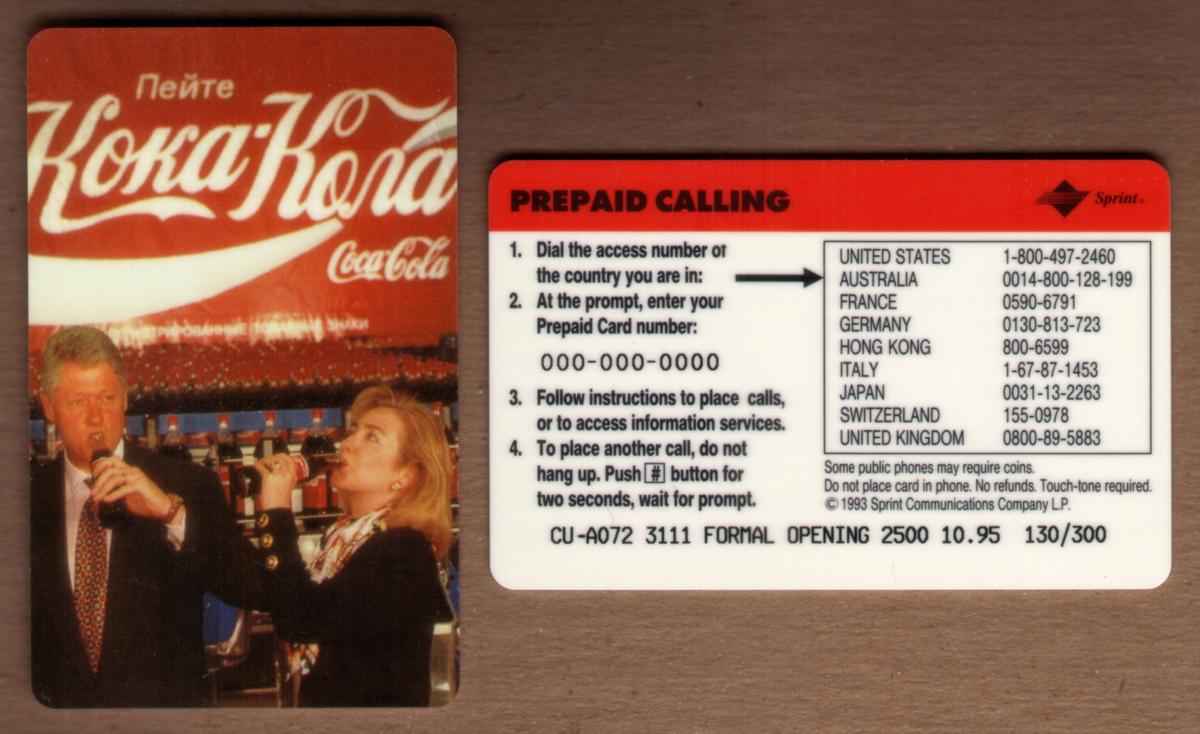 Пейте
Кока-Кола
Coca-Cola
ТОВАРНЫЕ ЗНАКИ
PREPAID CALLING
Sprint®
1. Dial the access number of
the country you are in:
2. At the prompt, enter your
Prepaid Card number:
000-000-0000
3. Follow instructions to place calls,
or to access information services.
4. To place another call, do not
hang up. Push # button for
two seconds, wait for prompt.
UNITED STATES 1-800-497-2460
AUSTRALIA 0014-800-128-199
FRANCE 0590-6791
GERMANY 0130-813-723
HONG KONG 800-6599
ITALY 1-67-87-1453
JAPAN 0031-13-2263
SWITZERLAND 155-0978
UNITED KINGDOM 0800-89-5883
Some public phones may require coins.
Do not place card in phone. No refunds. Touch-tone required.
© 1993 Sprint Communications Company L.P.
CU-A072 3111 FORMAL OPENING 2500 10.95 130/300